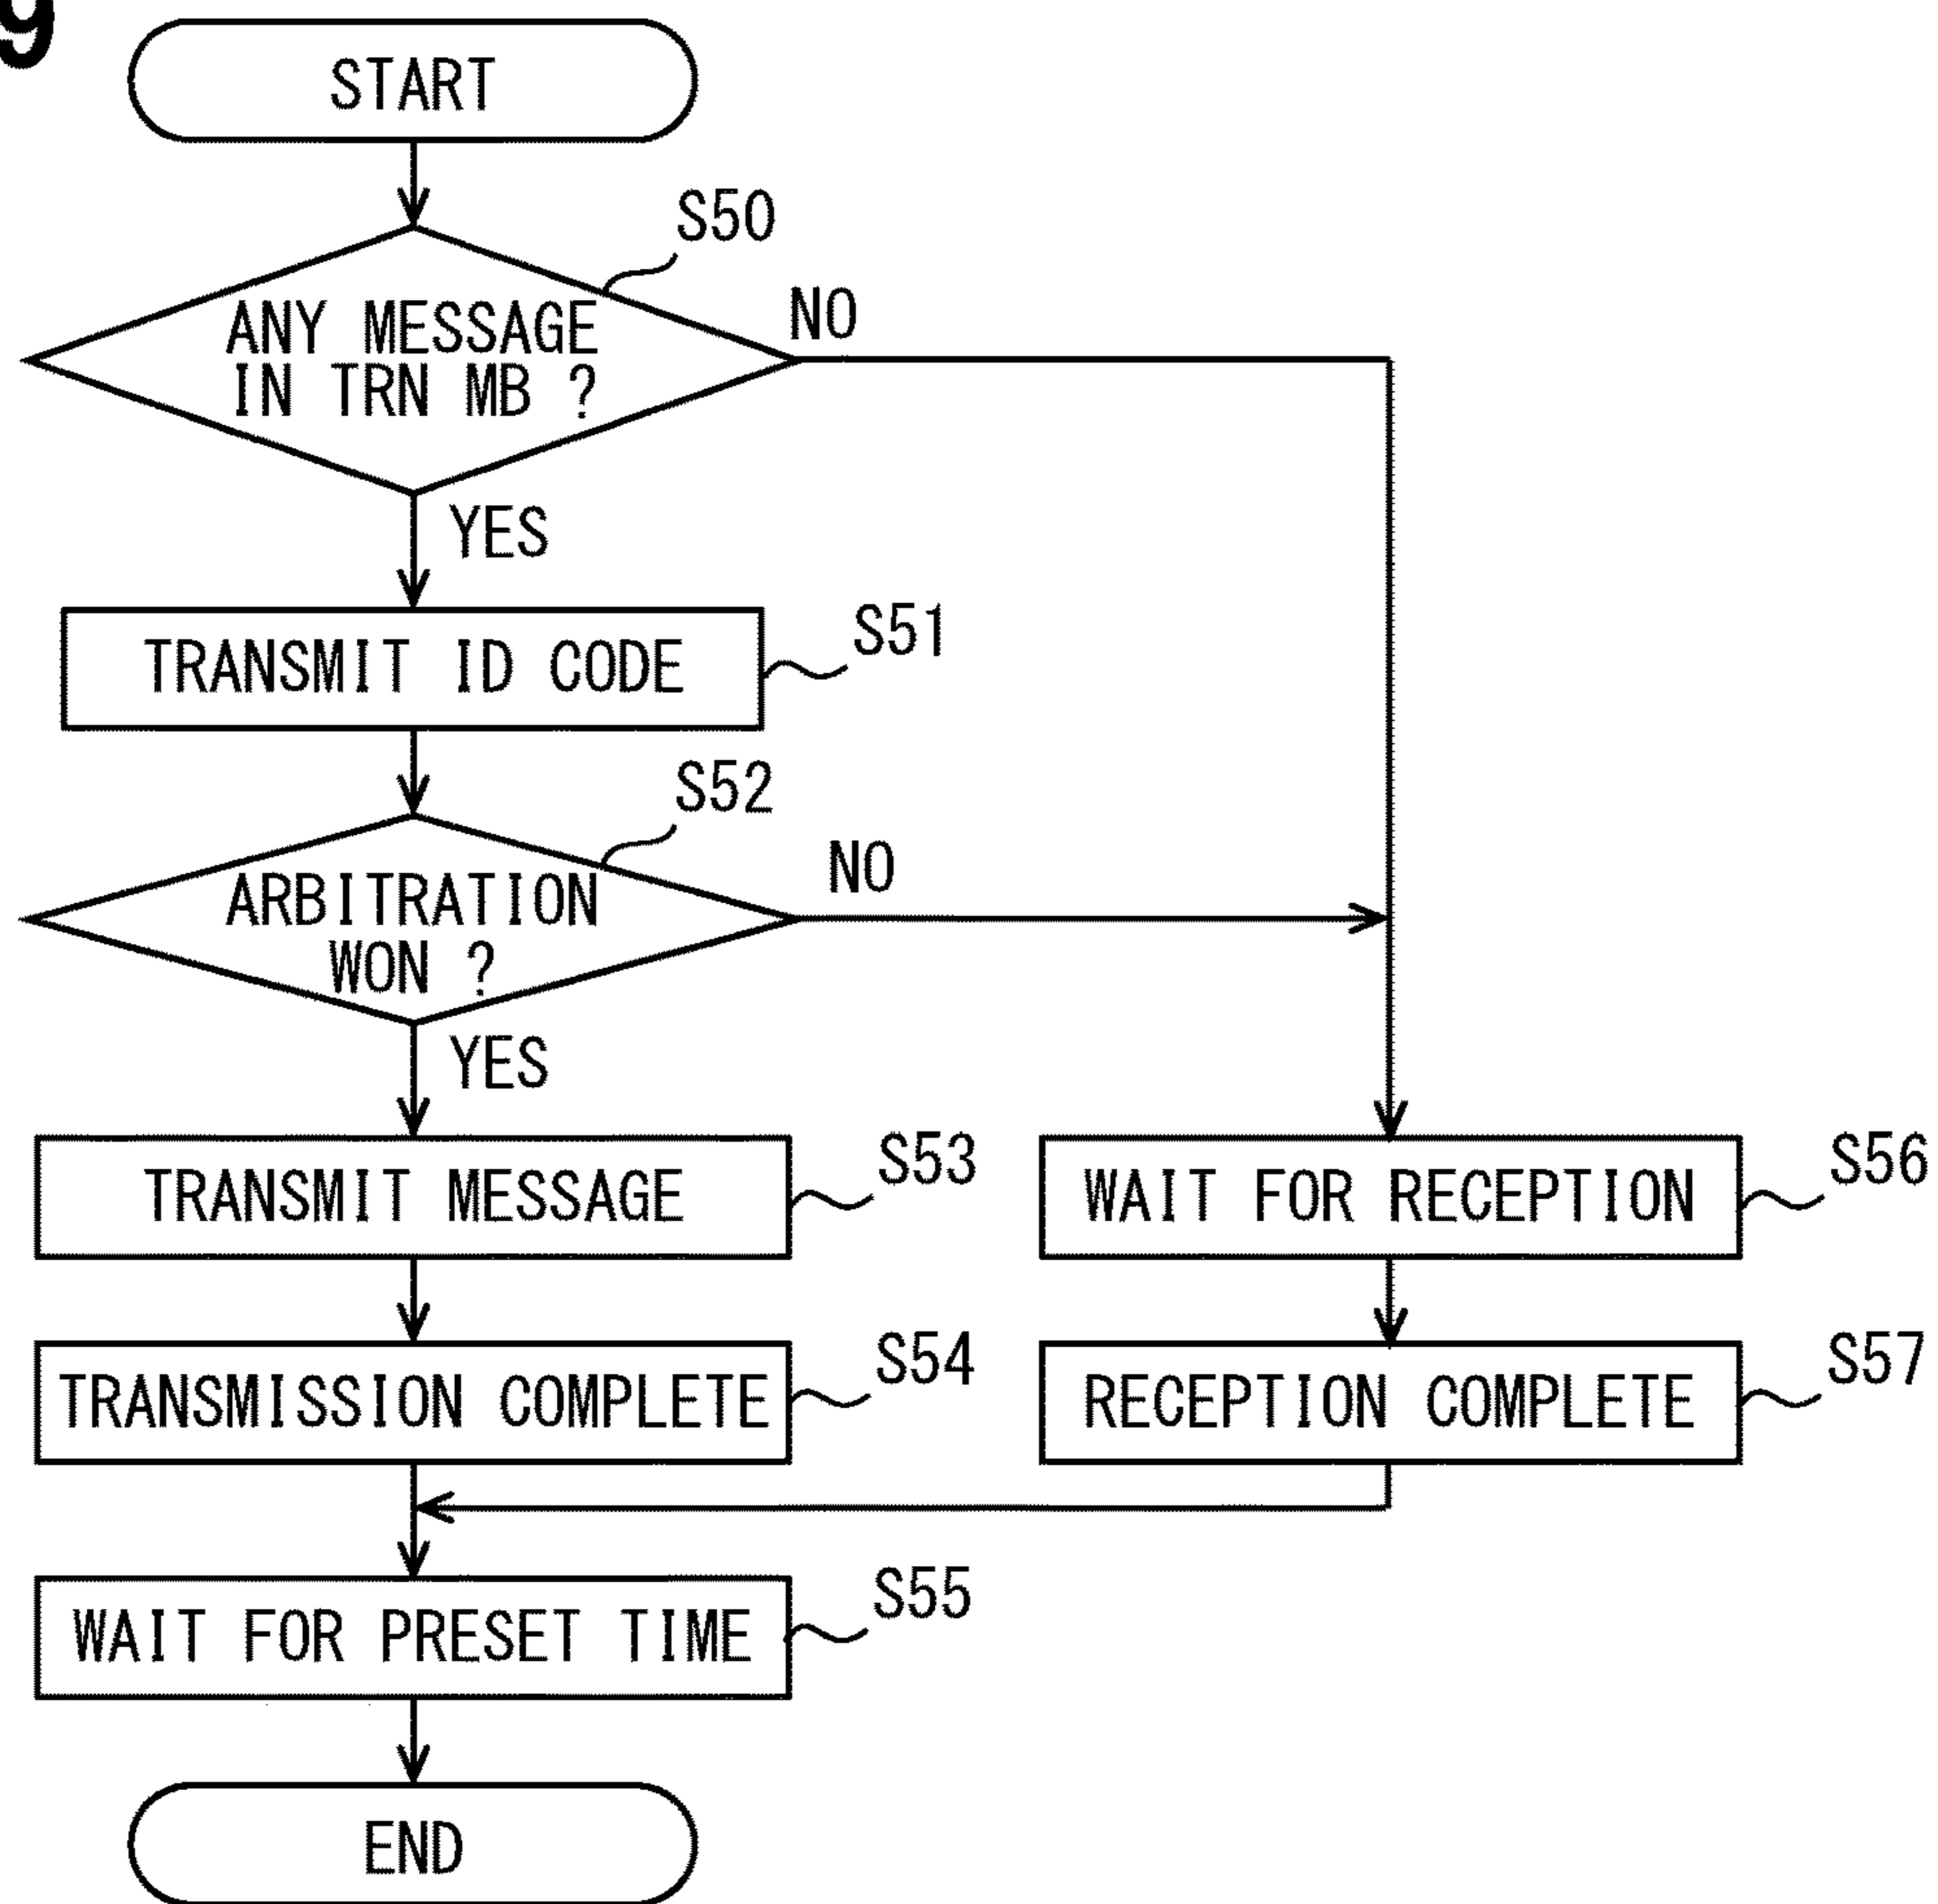 9
START
S50
ANY MESSAGE
IN TRN MB ?
NO
YES
TRANSMIT ID CODE
S51
S52
ARBITRATION
WON ?
NO
YES
TRANSMIT MESSAGE
S53
WAIT FOR RECEPTION
S56
TRANSMISSION COMPLETE
S54
RECEPTION COMPLETE
S57
WAIT FOR PRESET TIME
S55
END